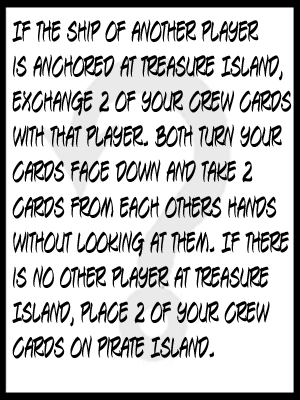 IF THE SHIP OF ANOTHER PLAYER
IS ANCHORED AT TREASURE ISLAND,
EXCHANGE 2 OF YOUR CREW CARDS
WITH THAT PLAYER. BOTH TURN YOUR
CARDS FACE DOWN AND TAKE 2
CARDS FROM EACH OTHERS HANDS
WITHOUT LOOKING AT THEM. IF THERE
IS NO OTHER PLAYER AT TREASURE
ISLAND, PLACE 2 OF YOUR CREW
CARDS ON PIRATE ISLAND.